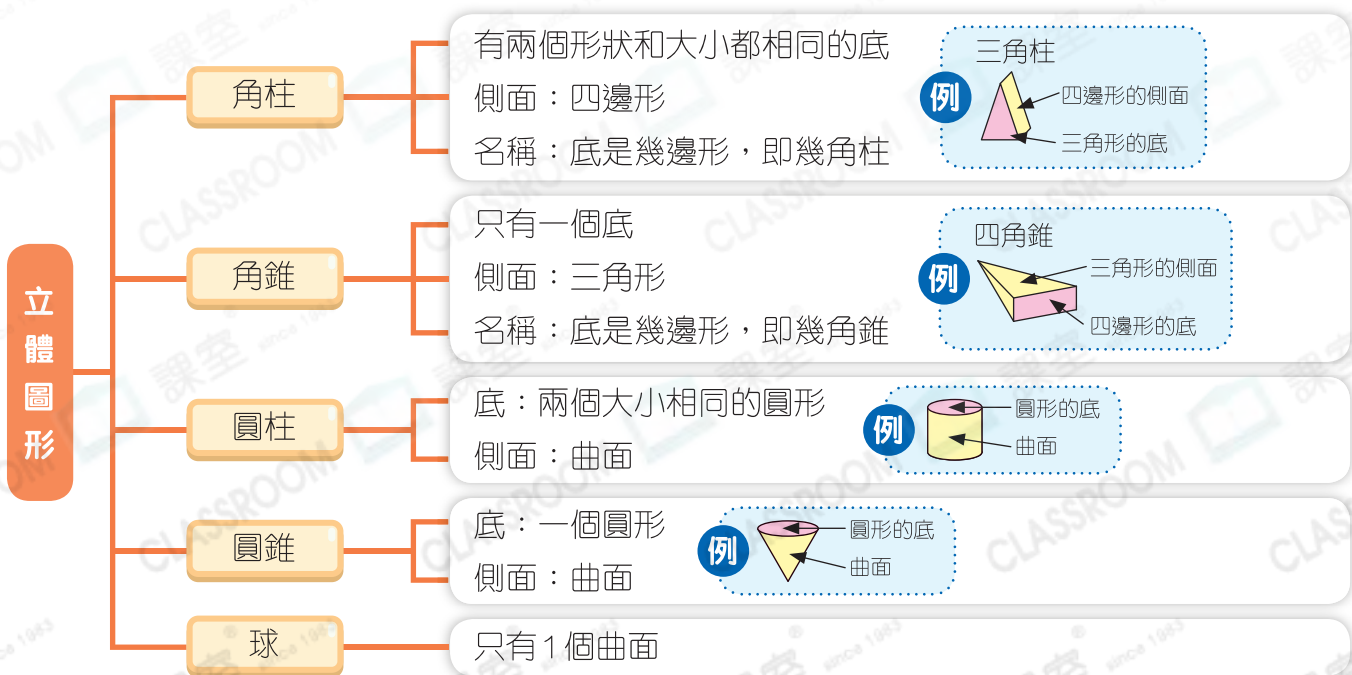 立體圖形
角柱
有兩個形狀和大小都相同的底
側面：四邊形
名稱：底是幾邊形，即幾角柱
例
三角柱
四邊形的側面
三角形的底
角錐
只有一個底
側面：三角形
名稱：底是幾邊形，即幾角錐
例
四角錐
三角形的側面
四邊形的底
圓柱
底：兩個大小相同的圓形
側面：曲面
例
圓形的底
曲面
圓錐
底：一個圓形
側面：曲面
例
圓形的底
曲面
球
只有1個曲面
課室
CLASSROOM
since 1983